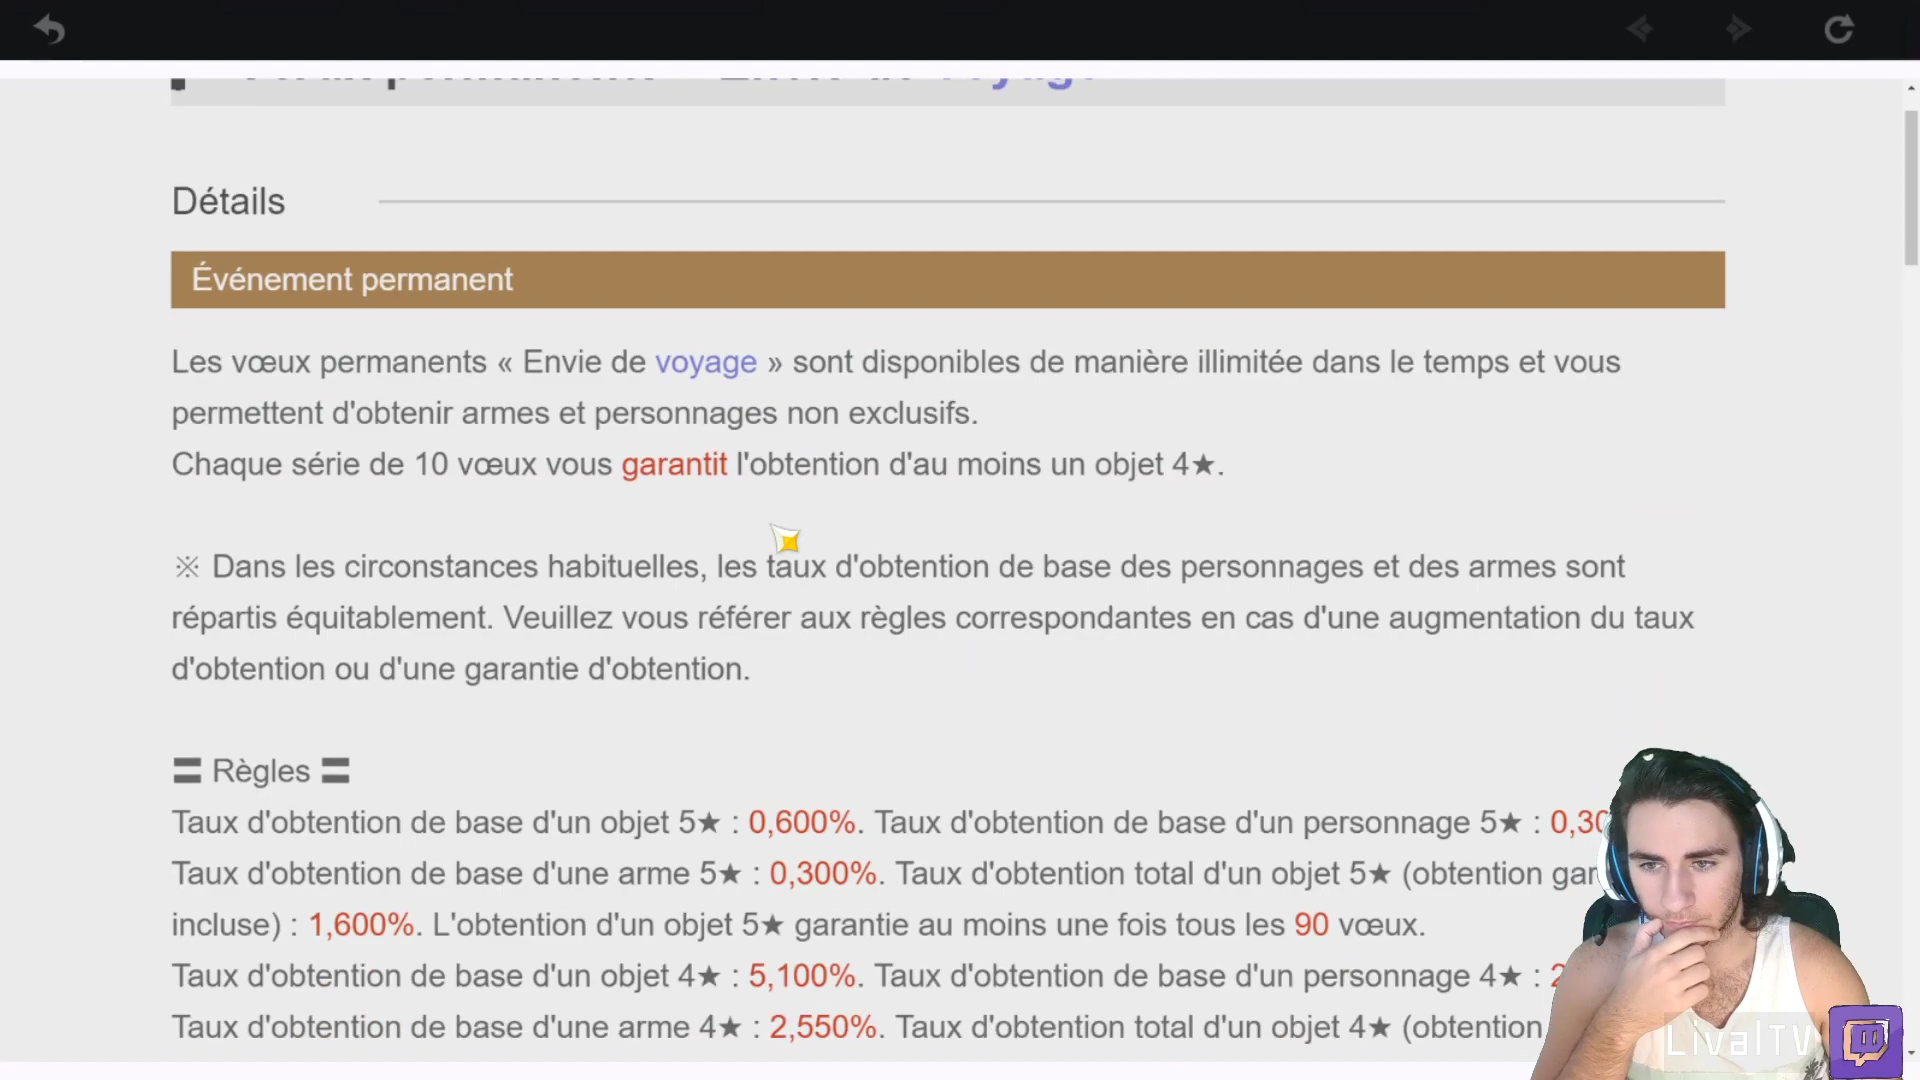 Détails
Événement permanent
Les vœux permanents « Envie de voyage » sont disponibles de manière illimitée dans le temps et vous
permettent d'obtenir armes et personnages non exclusifs.
Chaque série de 10 vœux vous garantit l'obtention d'au moins un objet 4★.
※ Dans les circonstances habituelles, les taux d'obtention de base des personnages et des armes sont
répartis équitablement. Veuillez vous référer aux règles correspondantes en cas d'une augmentation du taux
d'obtention ou d'une garantie d'obtention.
〓 Règles 〓
Taux d'obtention de base d'un objet 5★ : 0,600%. Taux d'obtention de base d'un personnage 5★ : 0,30
Taux d'obtention de base d'une arme 5★ : 0,300%. Taux d'obtention total d'un objet 5★ (obtention gar
incluse) : 1,600%. L'obtention d'un objet 5★ garantie au moins une fois tous les 90 vœux.
Taux d'obtention de base d'un objet 4★ : 5,100%. Taux d'obtention de base d'un personnage 4★ : 2
Taux d'obtention de base d'une arme 4★ : 2,550%. Taux d'obtention total d'un objet 4★ (obtention
LivalTV